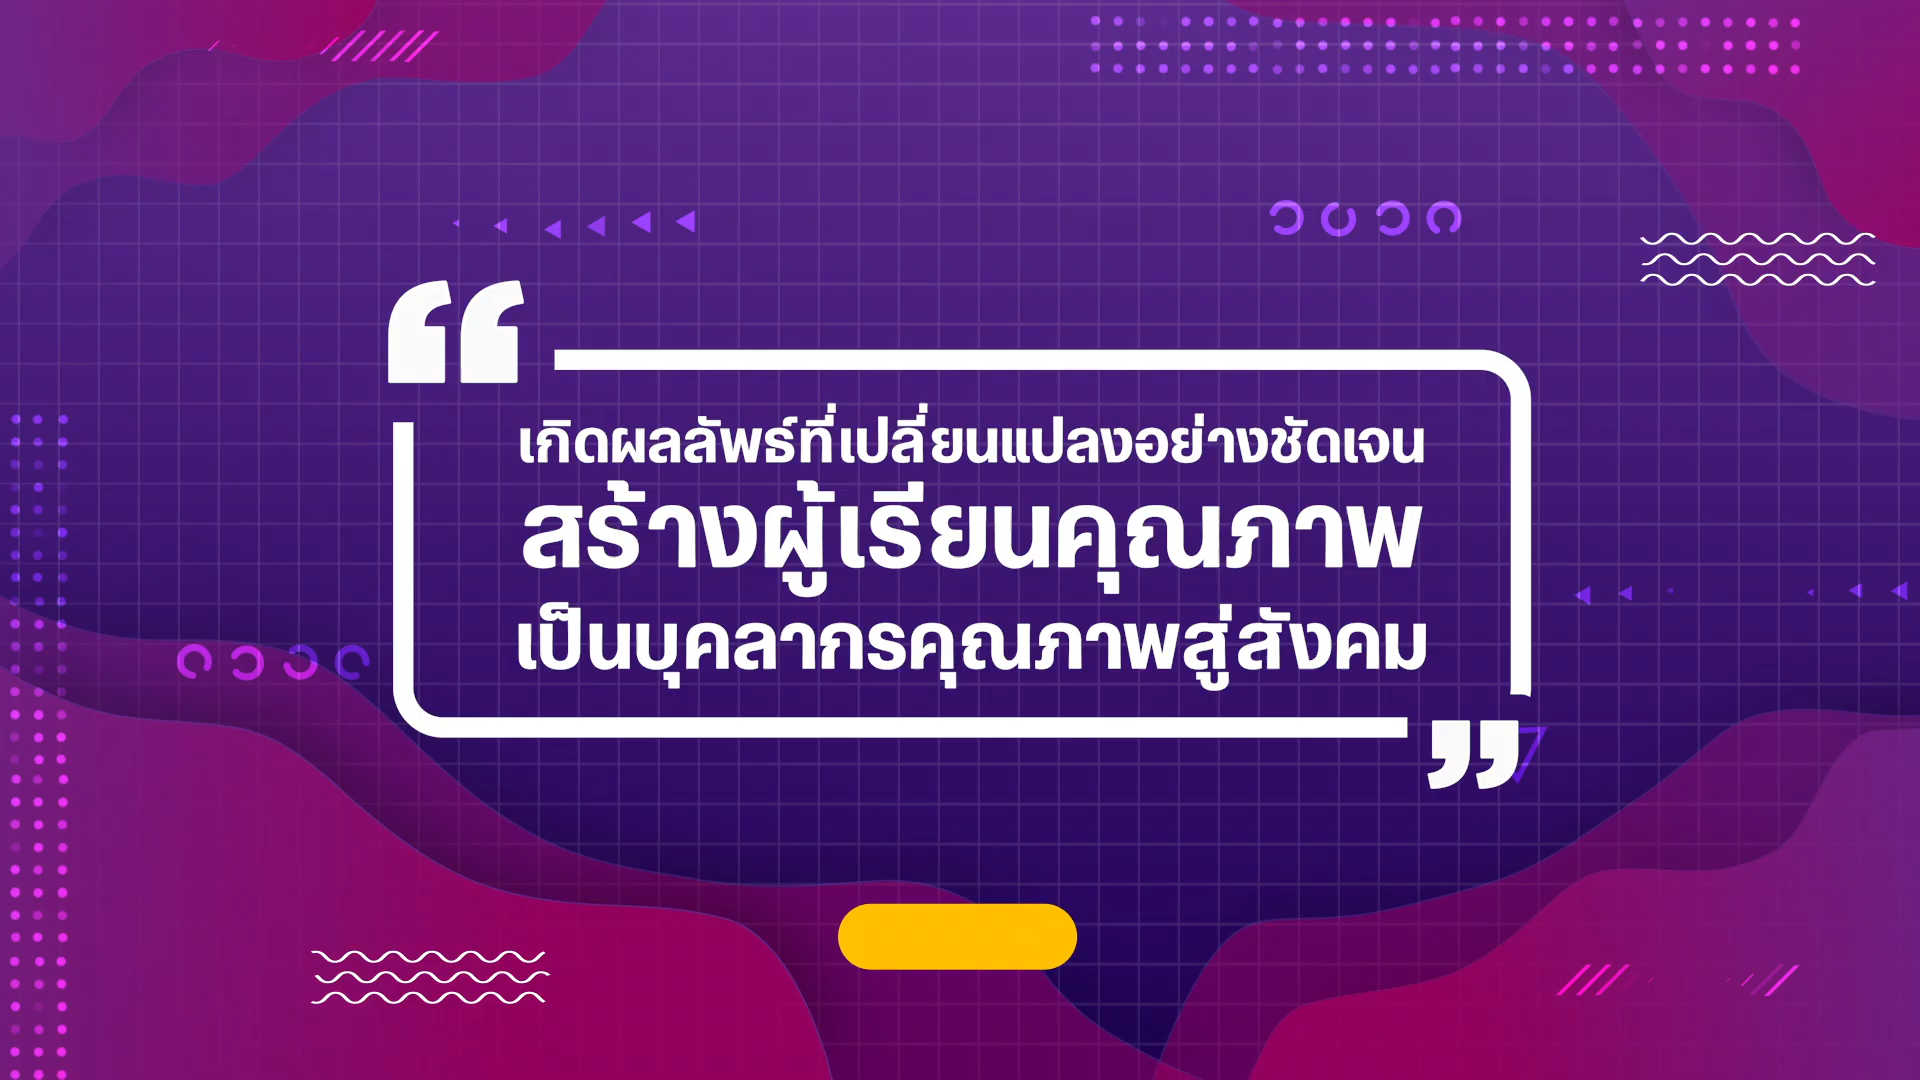 “
เกิดผลลัพธ์ที่เปลี่ยนแปลงอย่างชัดเจน
สร้างผู้เรียนคุณภาพ
เป็นบุคลากรคุณภาพสู่สังคม
”